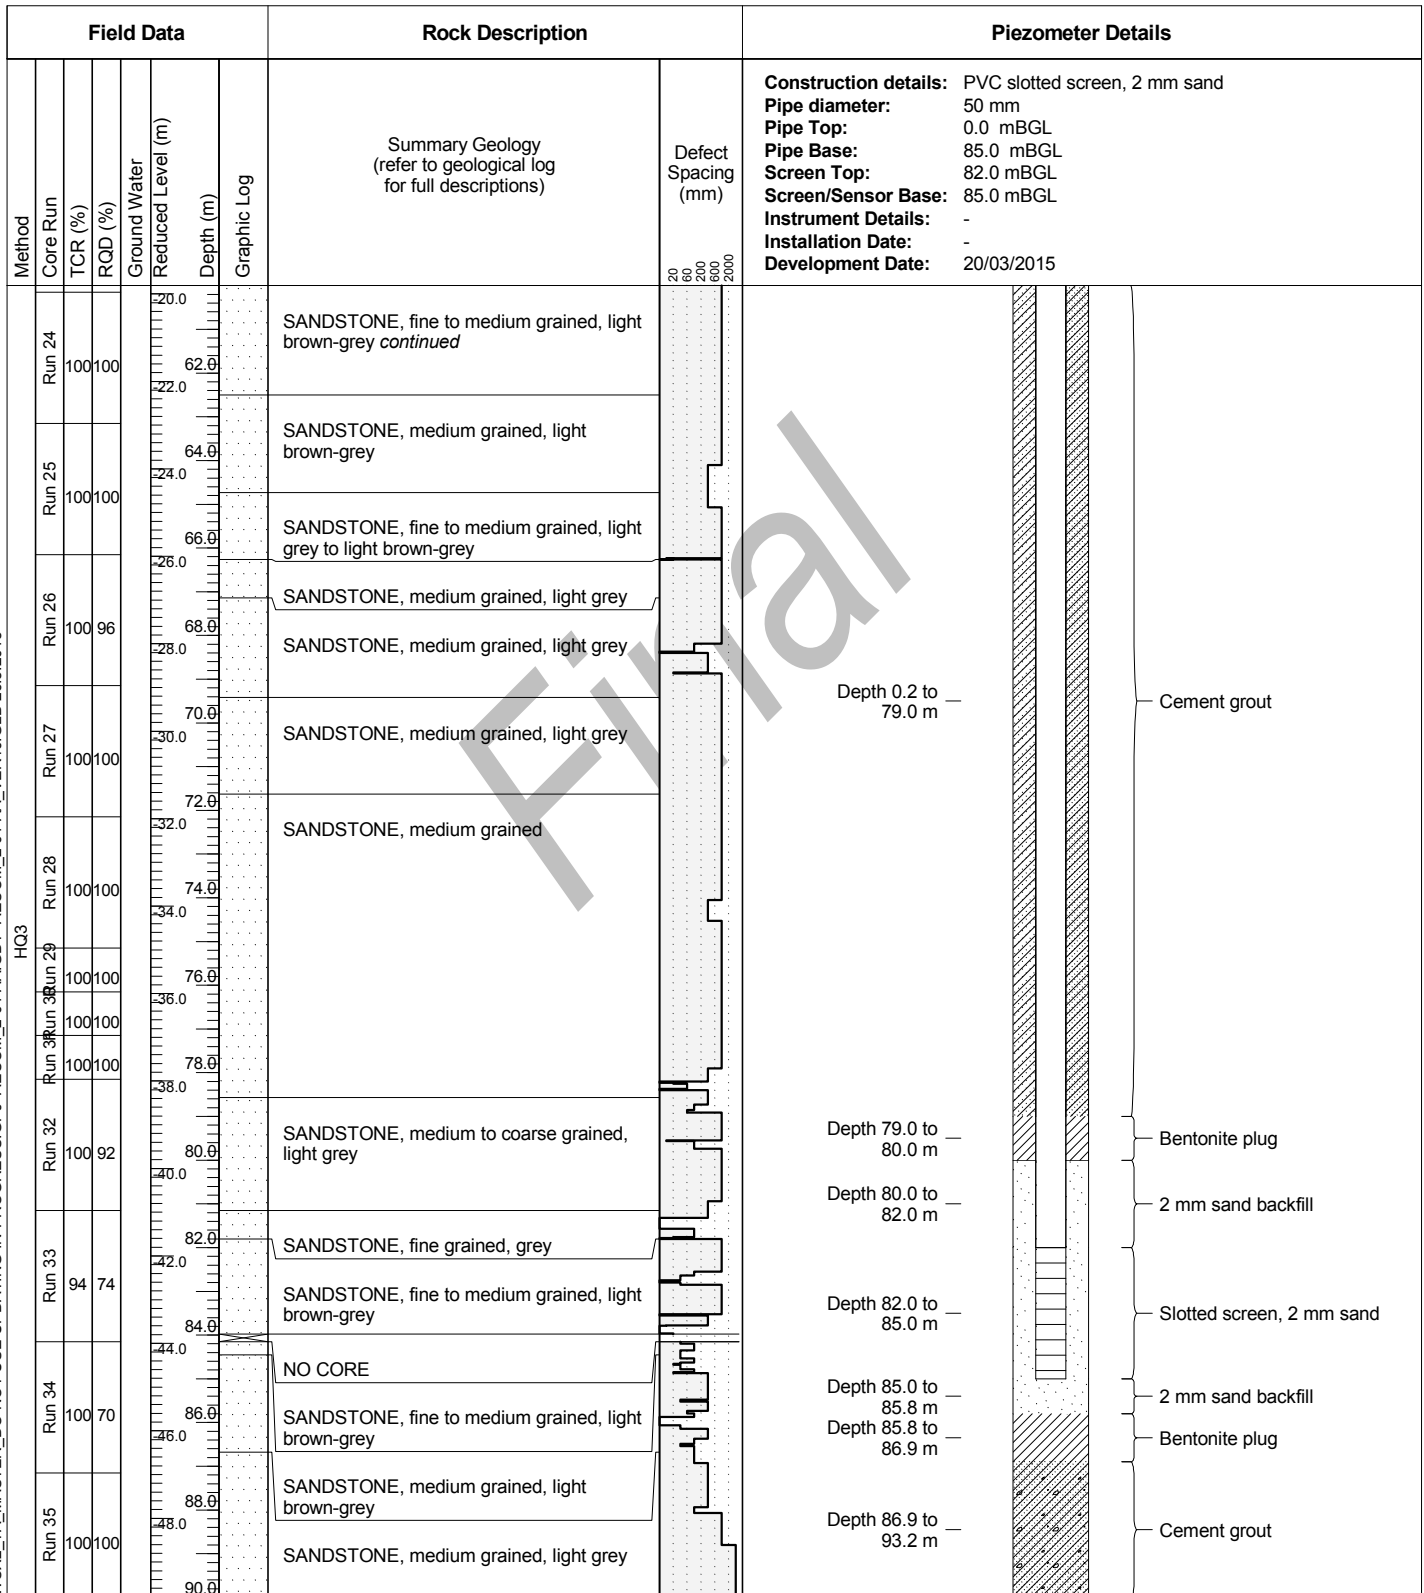 Field Data
Rock Description
Piezometer Details
Method
Core Run
TCR (%)
RQD (%)
Ground Water
Reduced Level (m)
Depth (m)
Graphic Log
Summary Geology
(refer to geological log
for full descriptions)
Defect
Spacing
(mm)
20
60
200
600
2000
Construction details: PVC slotted screen, 2 mm sand
Pipe diameter: 50 mm
Pipe Top: 0.0 mBGL
Pipe Base: 85.0 mBGL
Screen Top: 82.0 mBGL
Screen/Sensor Base: 85.0 mBGL
Instrument Details: -
Installation Date: -
Development Date: 20/03/2015
HQ3
Run 24
100 100
Run 25
100 100
Run 26
100 96
Run 27
100 100
Run 28
100 100
Run 29
100 100
Run 30
100 100
Run 31
100 100
Run 32
100 92
Run 33
94 74
Run 34
100 70
Run 35
100 100
-20.0
62.0
-22.0
64.0
-24.0
66.0
-26.0
68.0
-28.0
70.0
-30.0
72.0
-32.0
74.0
-34.0
76.0
-36.0
78.0
-38.0
80.0
-40.0
82.0
-42.0
84.0
-44.0
86.0
-46.0
88.0
-48.0
90.0
SANDSTONE, fine to medium grained, light
brown-grey continued
SANDSTONE, medium grained, light
brown-grey
SANDSTONE, fine to medium grained, light
grey to light brown-grey
SANDSTONE, medium grained, light grey
SANDSTONE, medium grained, light grey
SANDSTONE, medium grained, light grey
SANDSTONE, medium grained
SANDSTONE, medium to coarse grained,
light grey
SANDSTONE, fine grained, grey
SANDSTONE, fine to medium grained, light
brown-grey
NO CORE
SANDSTONE, fine to medium grained, light
brown-grey
SANDSTONE, medium grained, light
brown-grey
SANDSTONE, medium grained, light grey
Final
Depth 0.2 to
79.0 m
Cement grout
Depth 79.0 to
80.0 m
Bentonite plug
Depth 80.0 to
82.0 m
2 mm sand backfill
Depth 82.0 to
85.0 m
Slotted screen, 2 mm sand
Depth 85.0 to
85.8 m
2 mm sand backfill
Depth 85.8 to
86.9 m
Bentonite plug
Depth 86.9 to
93.2 m
Cement grout